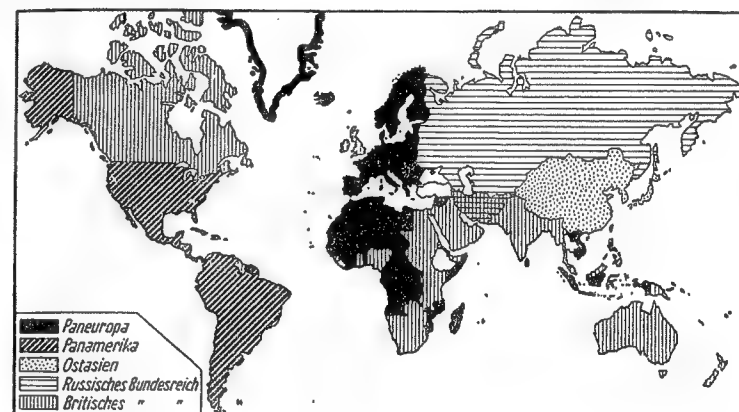 Paneuropa
Panamerika
Ostasien
Russisches Bundesreich
Britisches " "